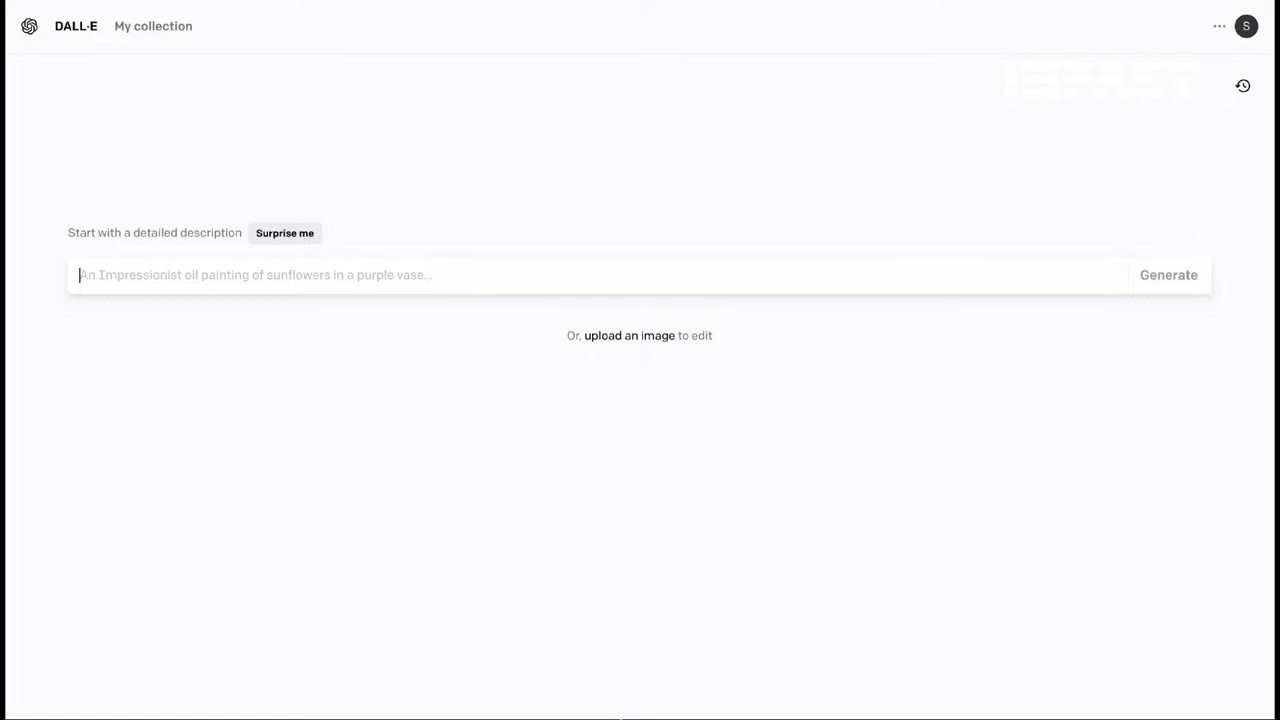 DALL·E My collection ··· S
Start with a detailed description Surprise me
An Impressionist oil painting of sunflowers in a purple vase... Generate
Or, upload an image to edit